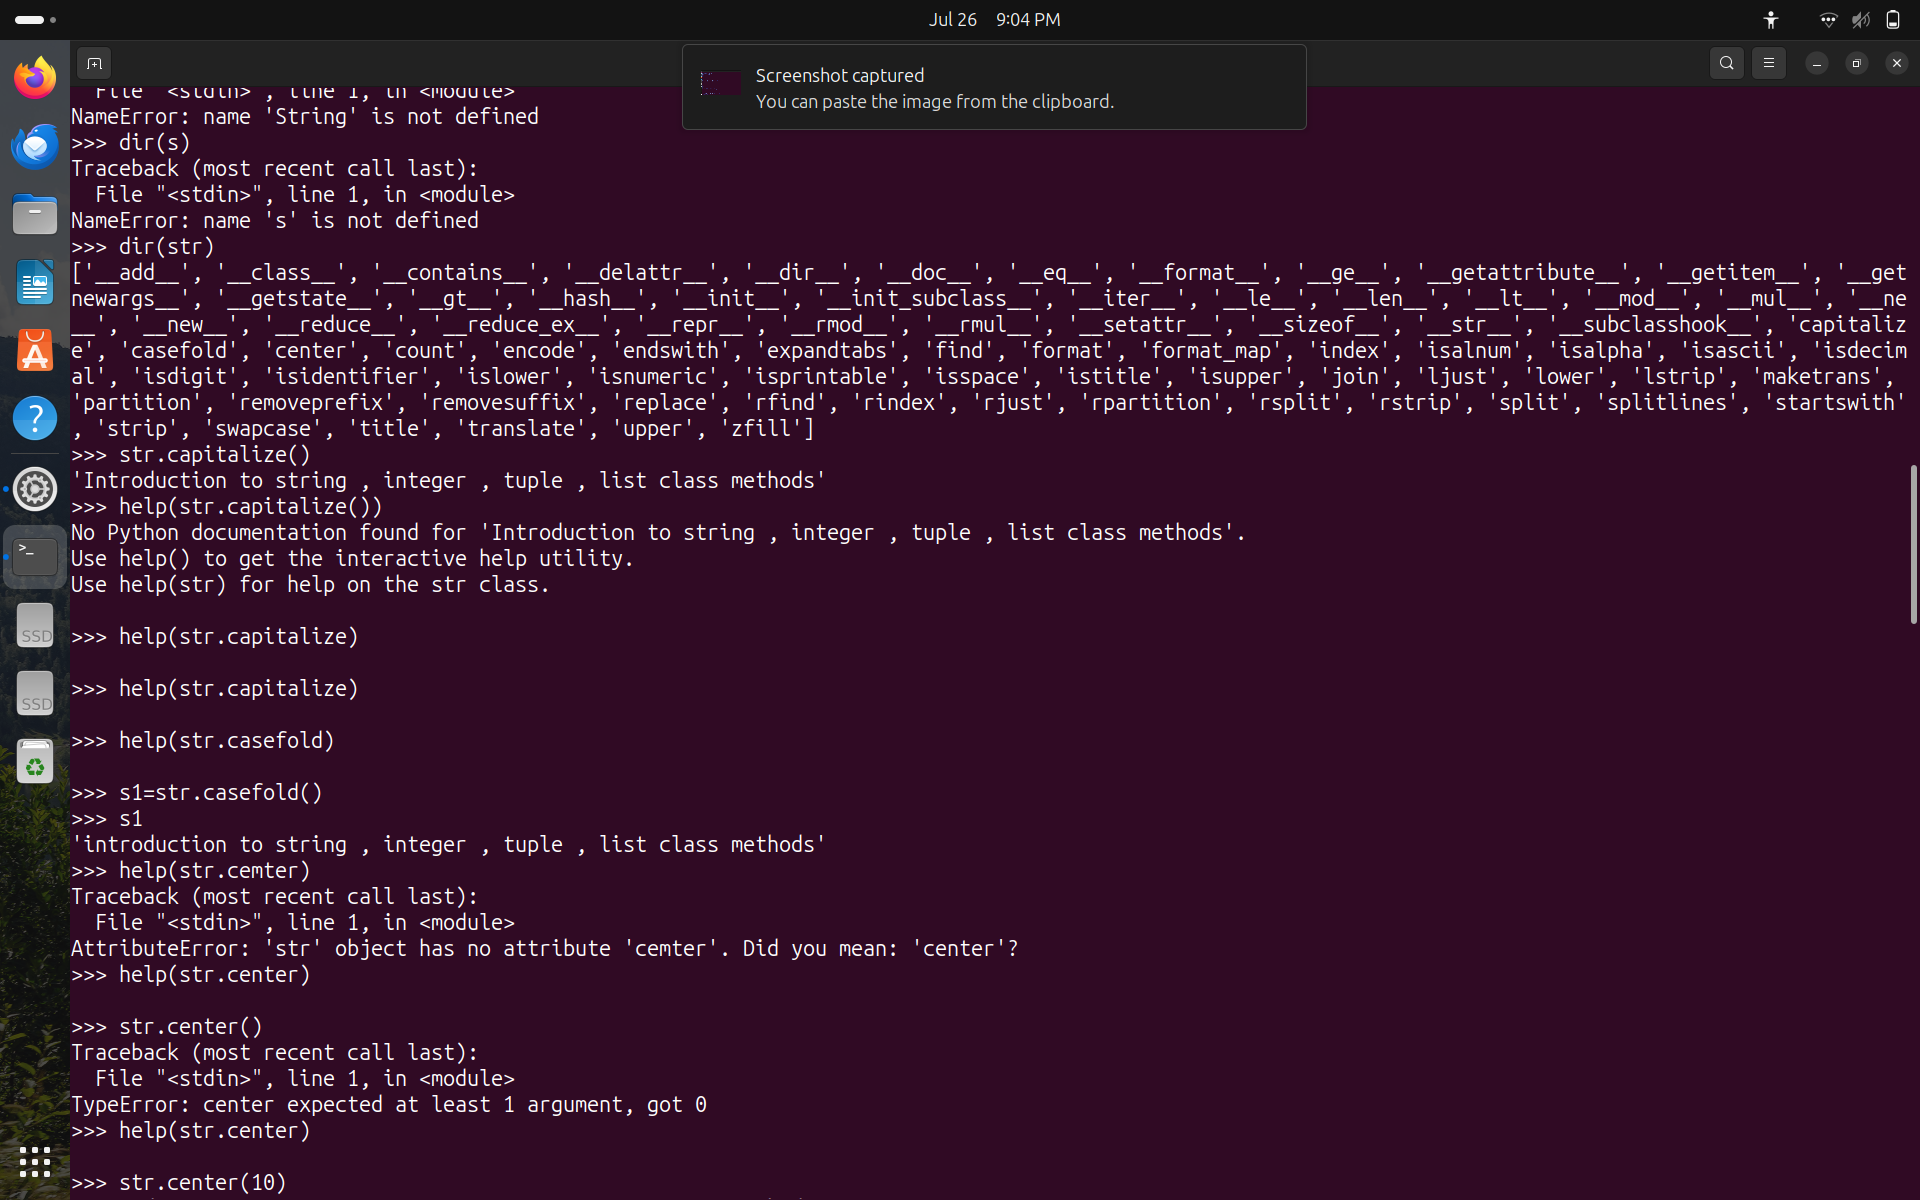 Jul 26 9:04 PM
Screenshot captured
You can paste the image from the clipboard.
File "<stdin>", line 1, in <module>
NameError: name 'String' is not defined
>>> dir(s)
Traceback (most recent call last):
  File "<stdin>", line 1, in <module>
NameError: name 's' is not defined
>>> dir(str)
['__add__', '__class__', '__contains__', '__delattr__', '__dir__', '__doc__', '__eq__', '__format__', '__ge__', '__getattribute__', '__getitem__', '__get
newargs__', '__getstate__', '__gt__', '__hash__', '__init__', '__init_subclass__', '__iter__', '__le__', '__len__', '__lt__', '__mod__', '__mul__', '__ne
__', '__new__', '__reduce__', '__reduce_ex__', '__repr__', '__rmod__', '__rmul__', '__setattr__', '__sizeof__', '__str__', '__subclasshook__', 'capitaliz
e', 'casefold', 'center', 'count', 'encode', 'endswith', 'expandtabs', 'find', 'format', 'format_map', 'index', 'isalnum', 'isalpha', 'isascii', 'isdecim
al', 'isdigit', 'isidentifier', 'islower', 'isnumeric', 'isprintable', 'isspace', 'istitle', 'isupper', 'join', 'ljust', 'lower', 'lstrip', 'maketrans',
'partition', 'removeprefix', 'removesuffix', 'replace', 'rfind', 'rindex', 'rjust', 'rpartition', 'rsplit', 'rstrip', 'split', 'splitlines', 'startswith'
, 'strip', 'swapcase', 'title', 'translate', 'upper', 'zfill']
>>> str.capitalize()
'Introduction to string , integer , tuple , list class methods'
>>> help(str.capitalize())
No Python documentation found for 'Introduction to string , integer , tuple , list class methods'.
Use help() to get the interactive help utility.
Use help(str) for help on the str class.
>>> help(str.capitalize)
>>> help(str.capitalize)
>>> help(str.casefold)
>>> s1=str.casefold()
>>> s1
'introduction to string , integer , tuple , list class methods'
>>> help(str.cemter)
Traceback (most recent call last):
  File "<stdin>", line 1, in <module>
AttributeError: 'str' object has no attribute 'cemter'. Did you mean: 'center'?
>>> help(str.center)
>>> str.center()
Traceback (most recent call last):
  File "<stdin>", line 1, in <module>
TypeError: center expected at least 1 argument, got 0
>>> help(str.center)
>>> str.center(10)
SSD
SSD